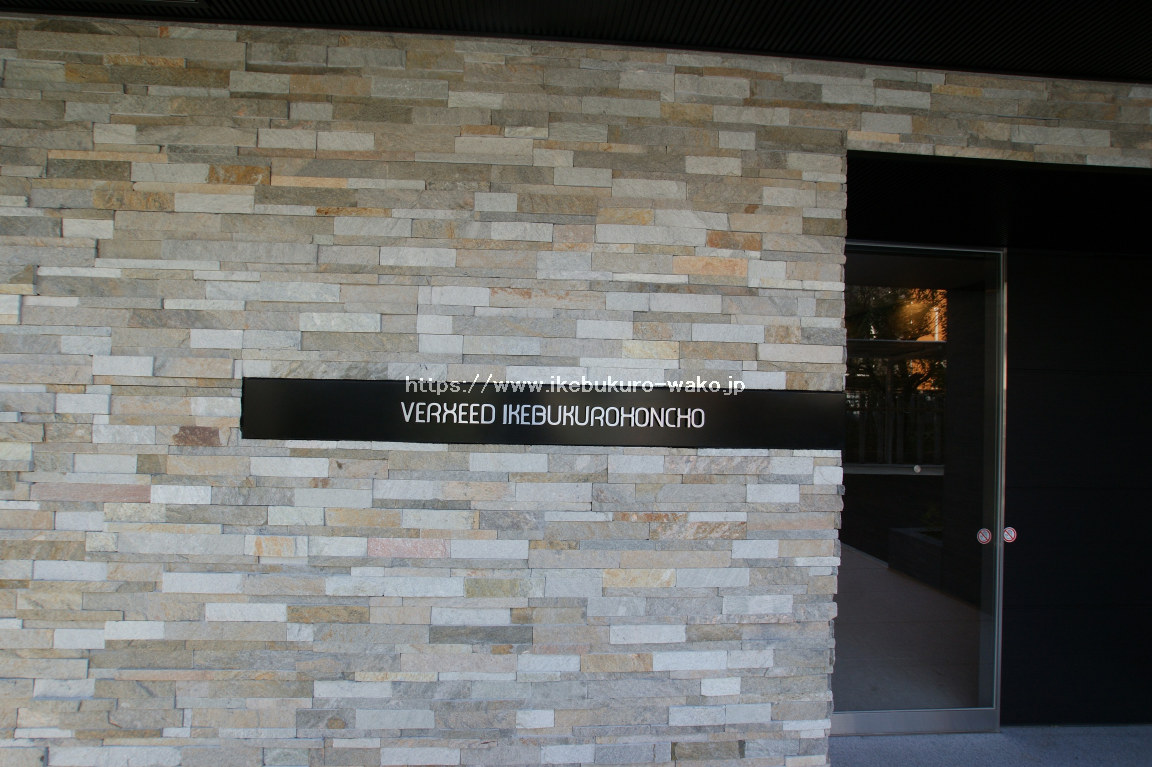 https://www.ikebukuro-wako.jp
VERXEED IKEBUKUROHONCHO